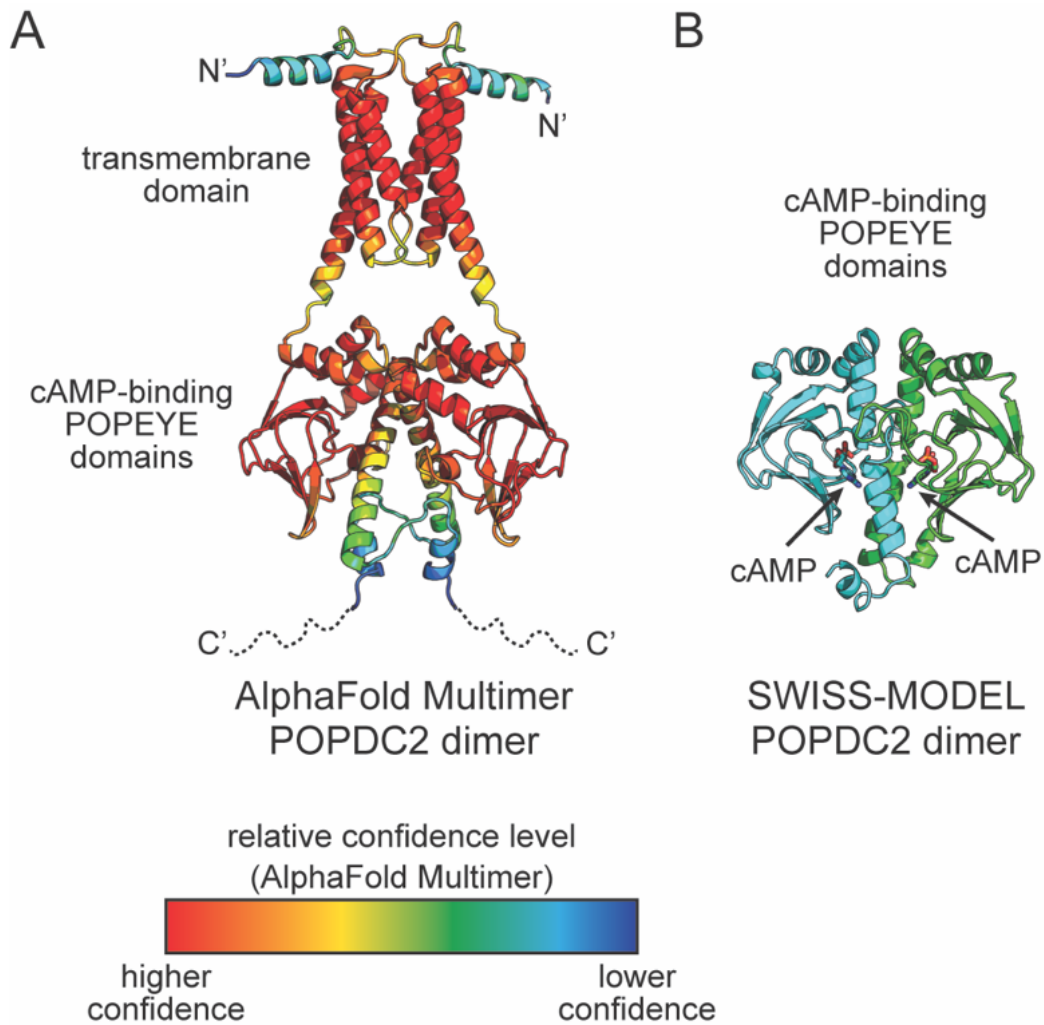 A
B
N'
N'
transmembrane
domain
cAMP-binding
POPEYE
domains
cAMP-binding
POPEYE
domains
cAMP
cAMP
C'
C'
AlphaFold Multimer
POPDC2 dimer
SWISS-MODEL
POPDC2 dimer
relative confidence level
(AlphaFold Multimer)
higher
confidence
lower
confidence